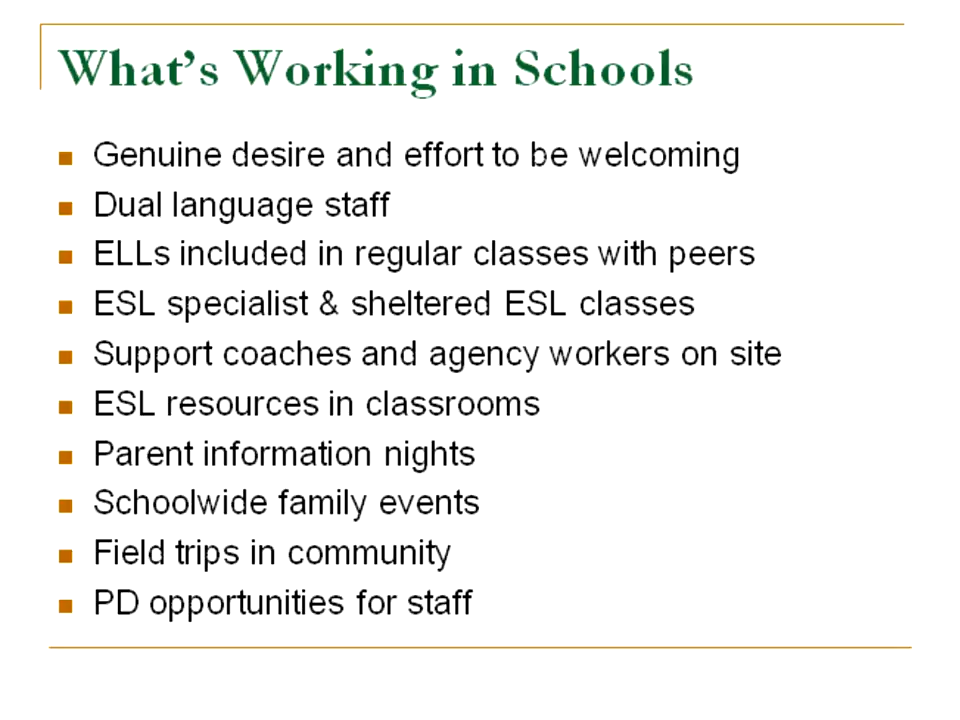 What's Working in Schools
Genuine desire and effort to be welcoming
Dual language staff
ELLs included in regular classes with peers
ESL specialist & sheltered ESL classes
Support coaches and agency workers on site
ESL resources in classrooms
Parent information nights
Schoolwide family events
Field trips in community
PD opportunities for staff